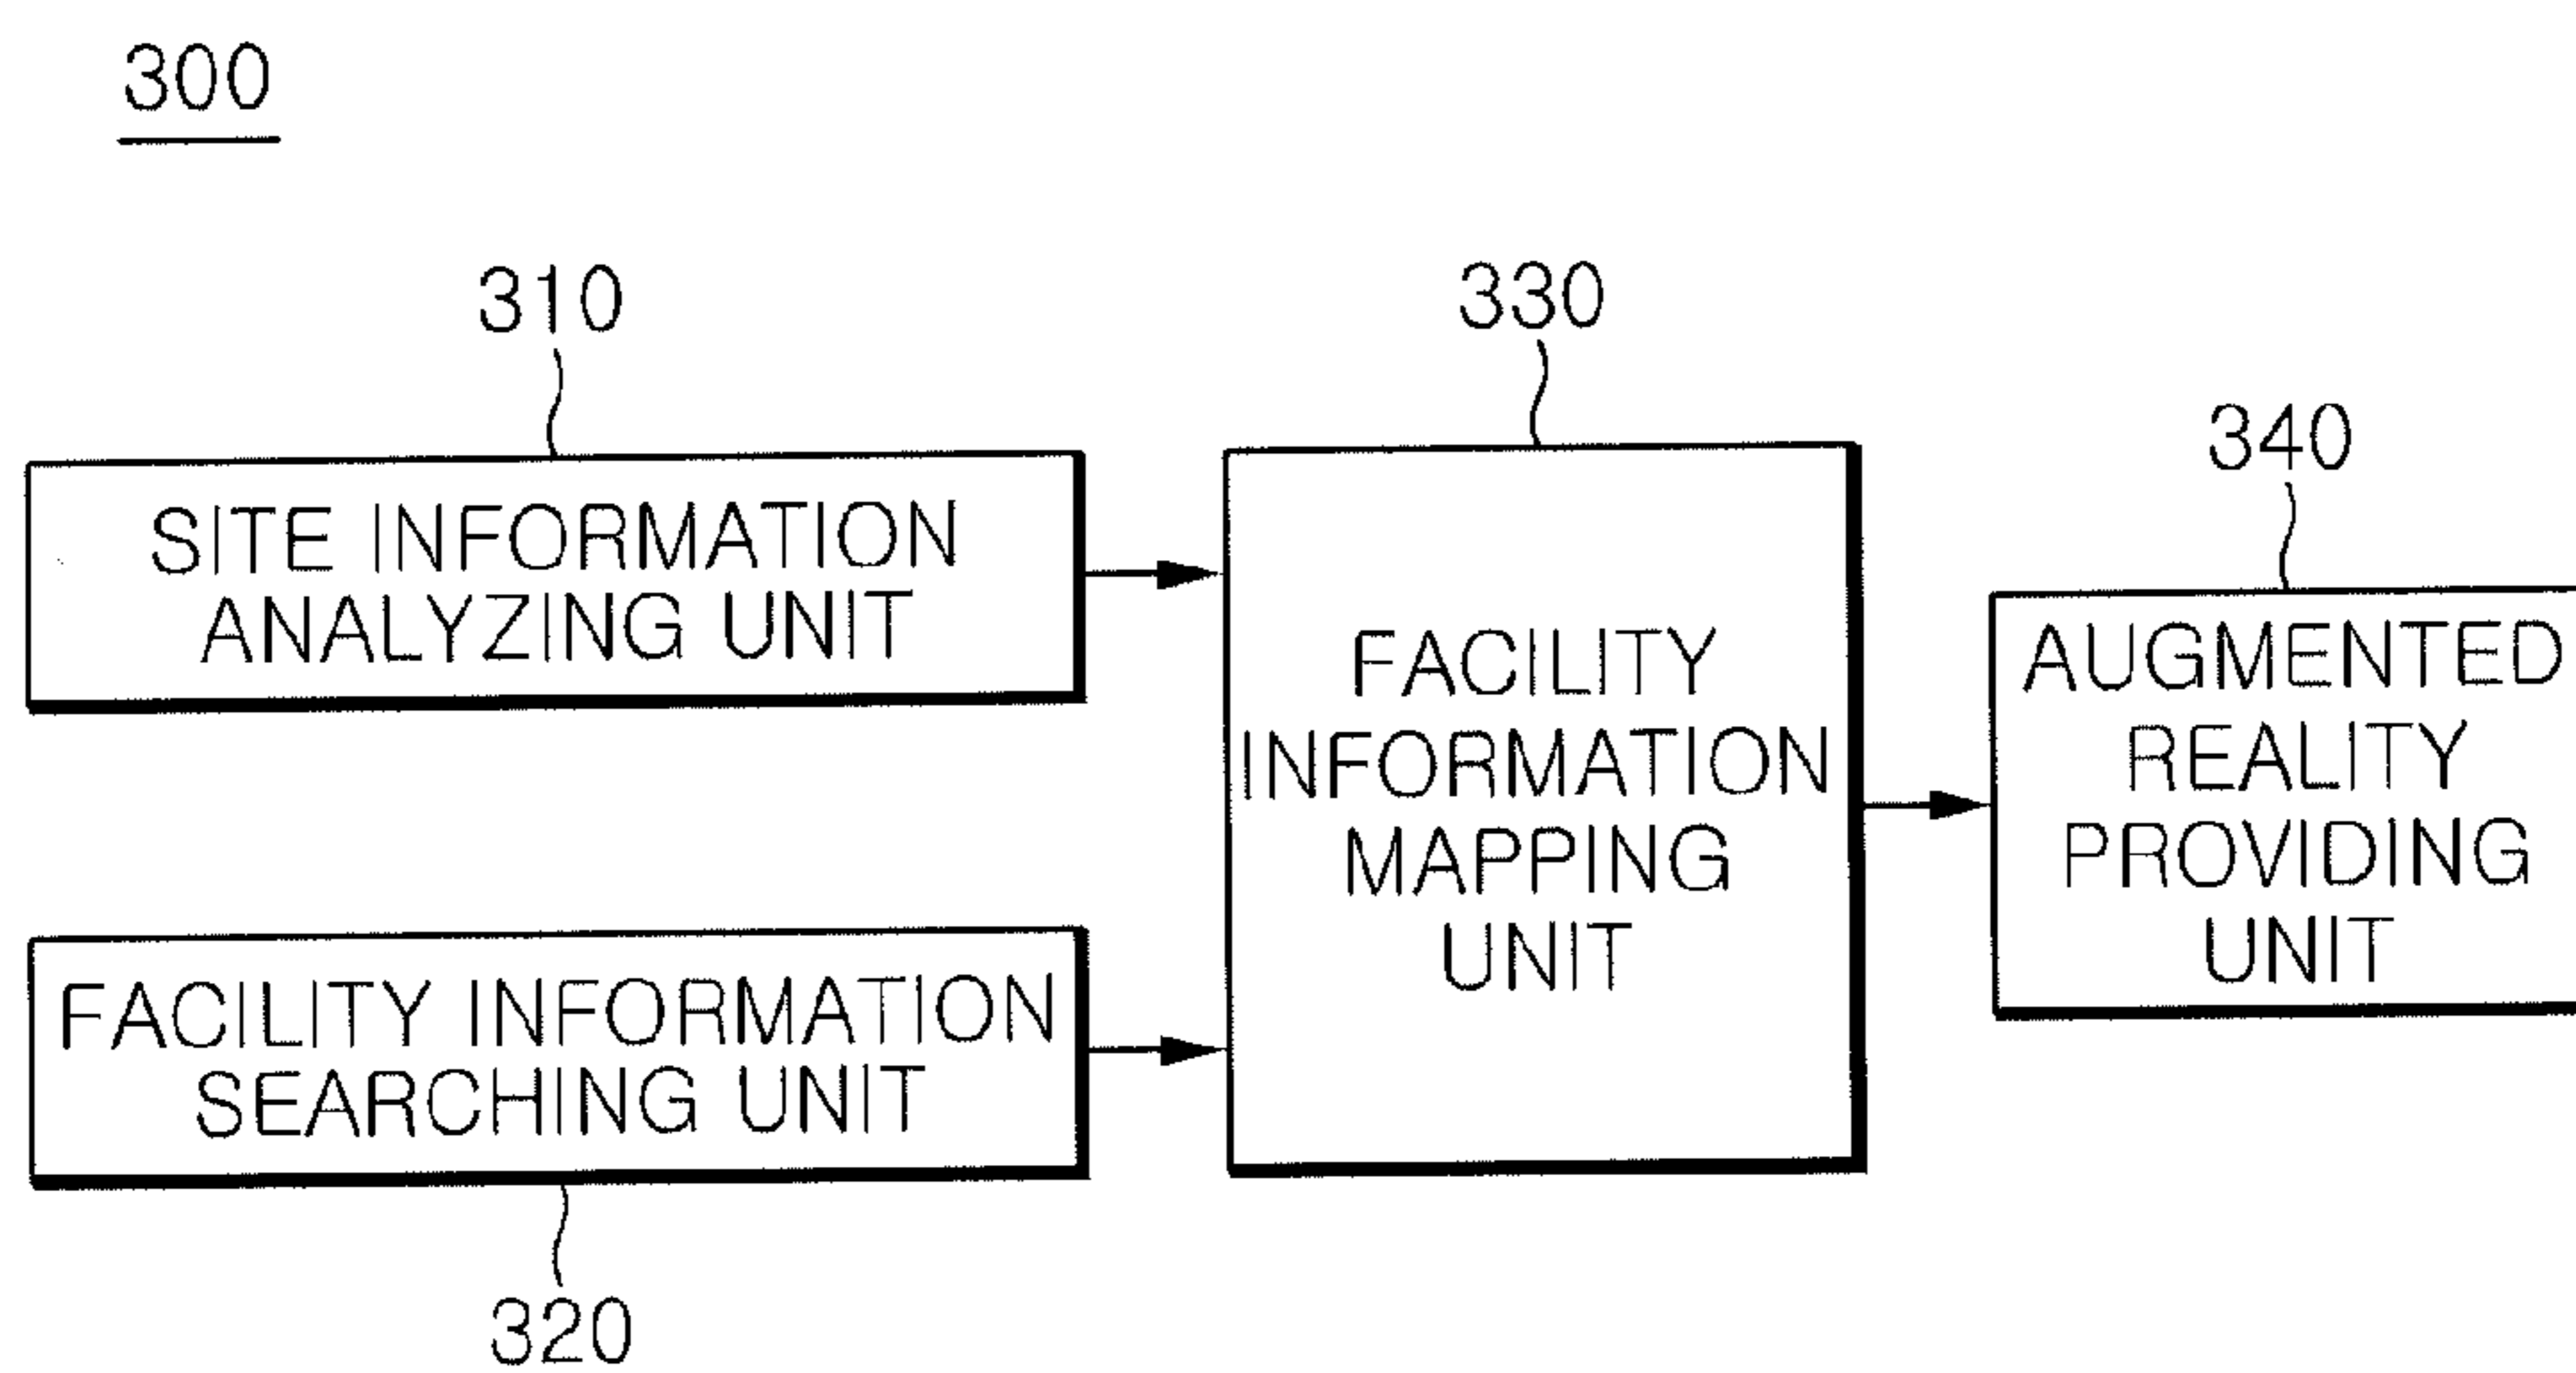 300
310
SITE INFORMATION
ANALYZING UNIT
330
FACILITY
INFORMATION
MAPPING
UNIT
340
AUGMENTED
REALITY
PROVIDING
UNIT
FACILITY INFORMATION
SEARCHING UNIT
320